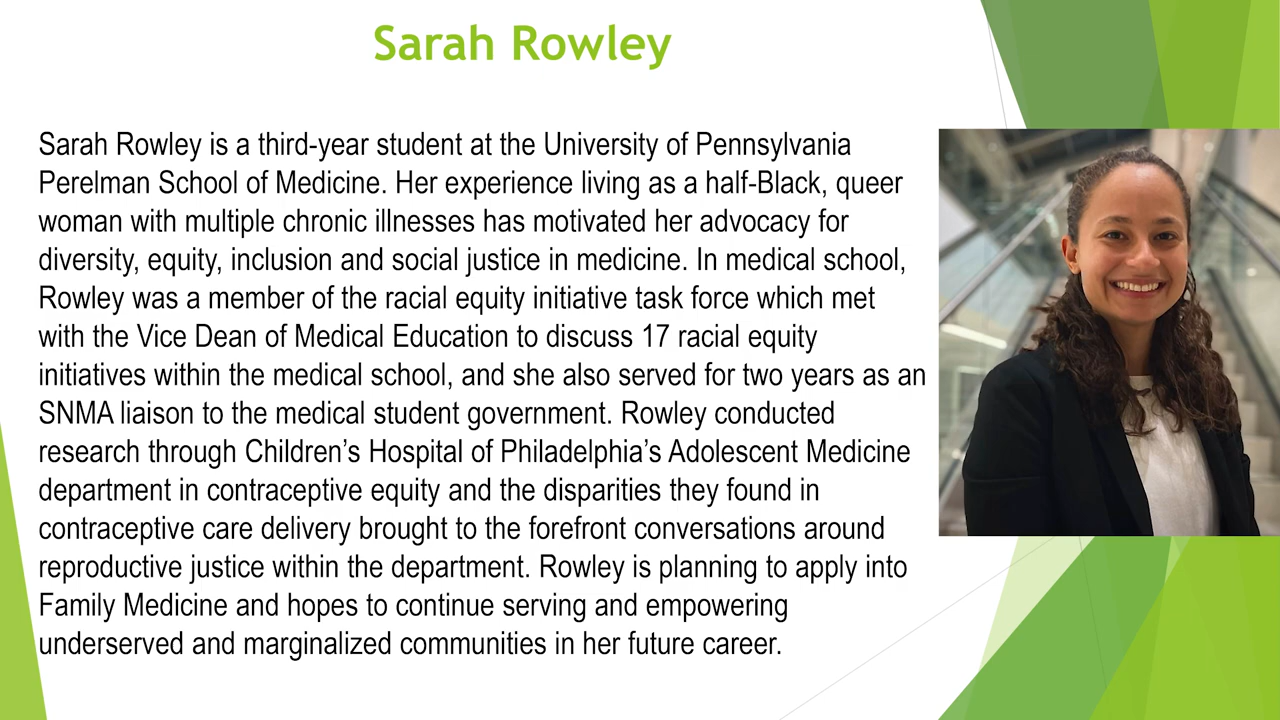 Sarah Rowley
Sarah Rowley is a third-year student at the University of Pennsylvania
Perelman School of Medicine. Her experience living as a half-Black, queer
woman with multiple chronic illnesses has motivated her advocacy for
diversity, equity, inclusion and social justice in medicine. In medical school,
Rowley was a member of the racial equity initiative task force which met
with the Vice Dean of Medical Education to discuss 17 racial equity
initiatives within the medical school, and she also served for two years as an
SNMA liaison to the medical student government. Rowley conducted
research through Children’s Hospital of Philadelphia’s Adolescent Medicine
department in contraceptive equity and the disparities they found in
contraceptive care delivery brought to the forefront conversations around
reproductive justice within the department. Rowley is planning to apply into
Family Medicine and hopes to continue serving and empowering
underserved and marginalized communities in her future career.